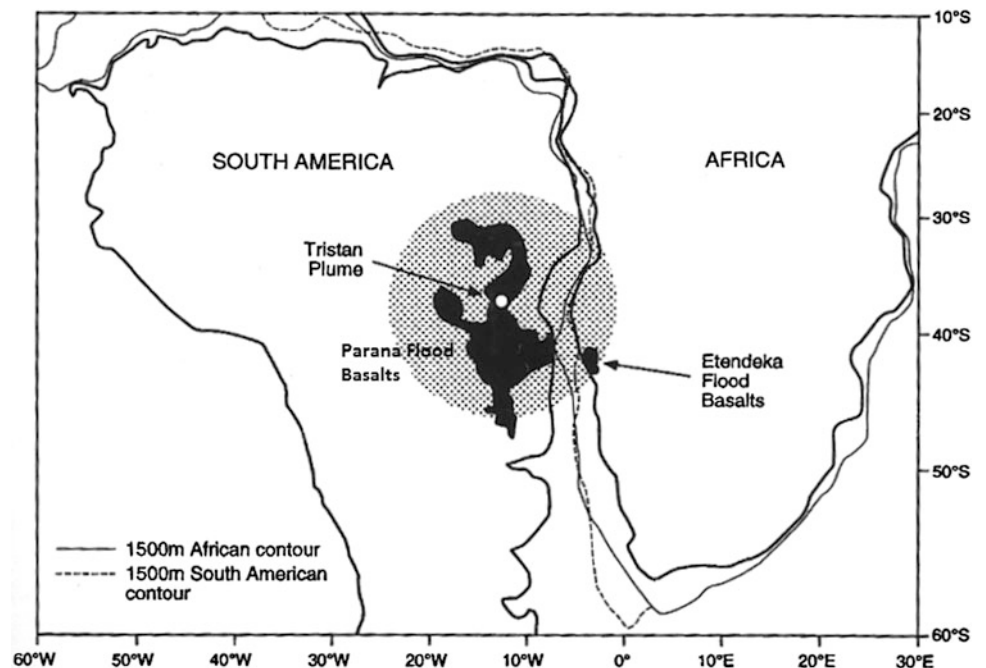 10°S
20°S
SOUTH AMERICA
AFRICA
30°S
Tristan
Plume
40°S
Parana Flood
Basalts
Etendeka
Flood
Basalts
50°S
1500m African contour
1500m South American
contour
60°S
60°W
50°W
40°W
30°W
20°W
10°W
0°
10°E
20°E
30°E